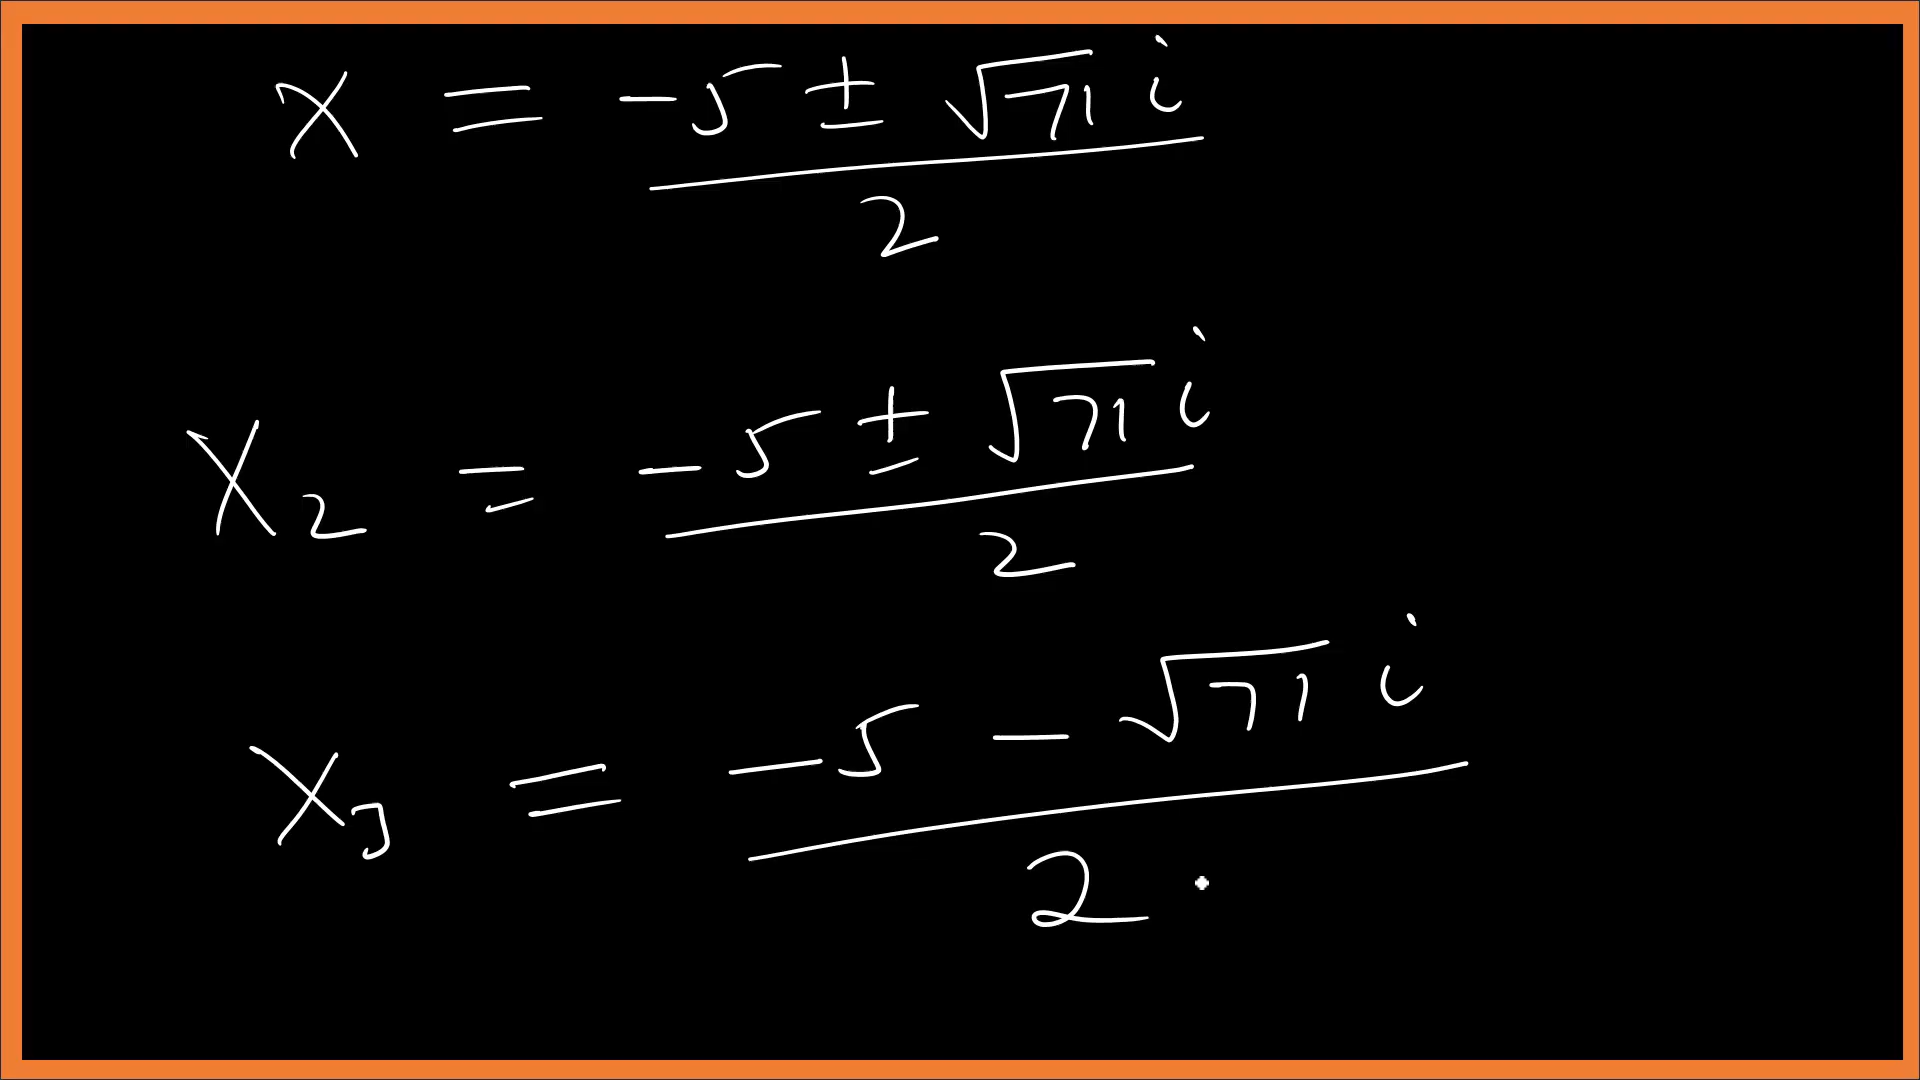 x = (-5 ± √71 i) / 2
x₂ = (-5 ± √71 i) / 2
x₃ = (-5 - √71 i) / 2